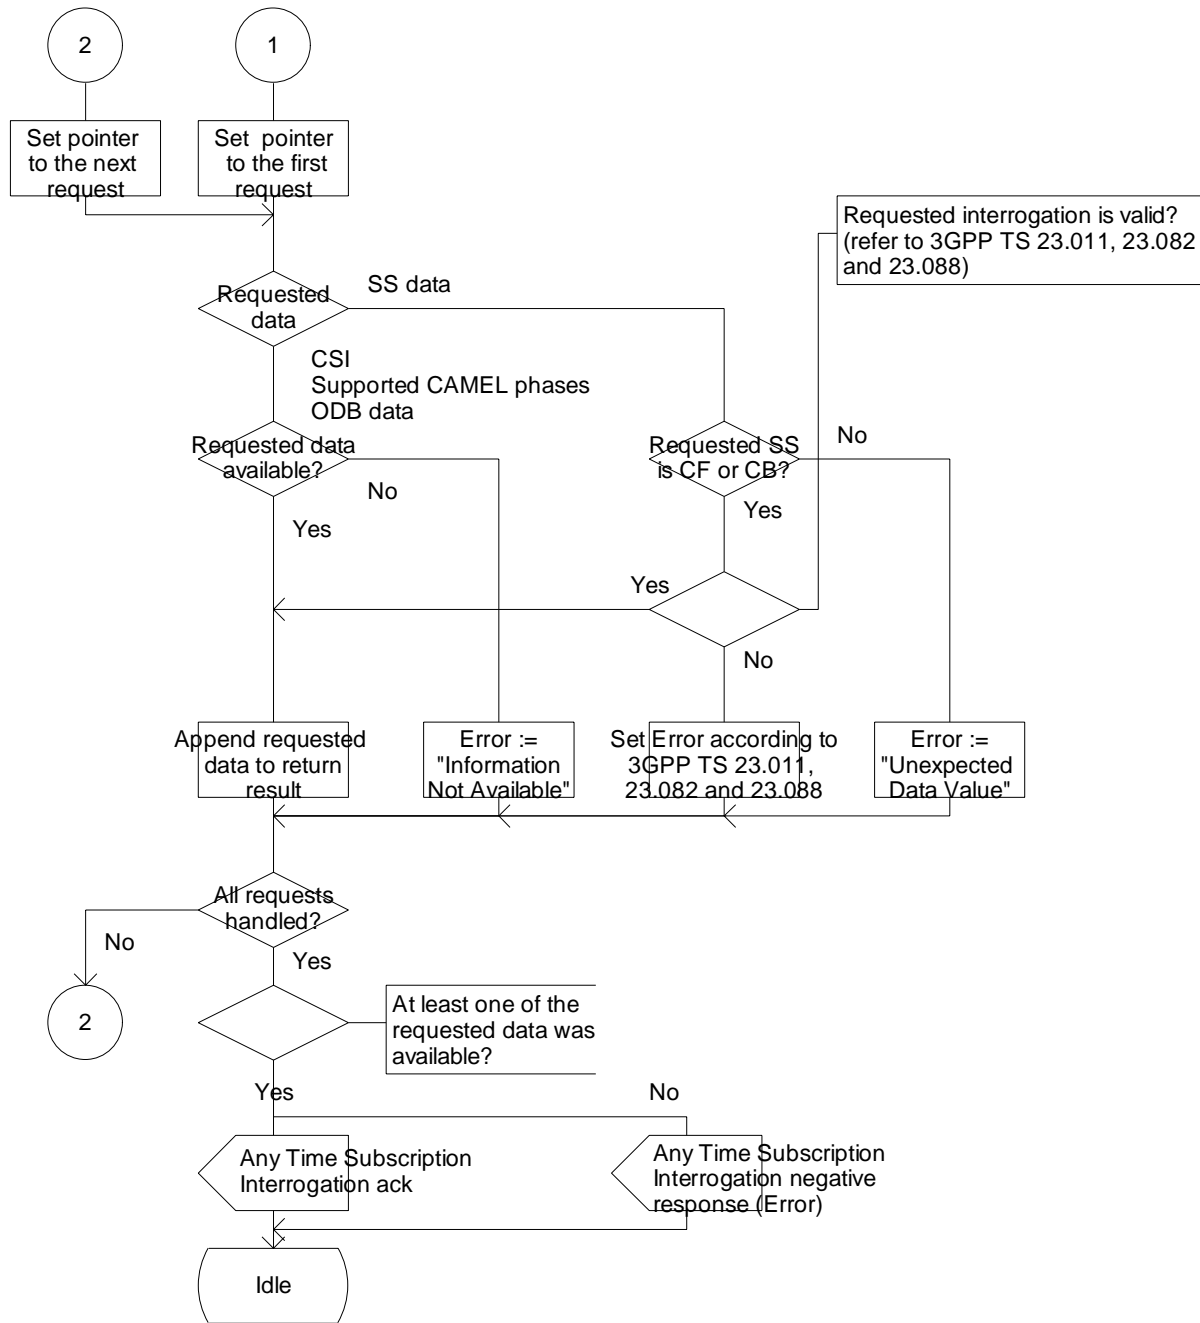 2
1
Set pointer
to the next
request
Set pointer
to the first
request
Requested interrogation is valid?
(refer to 3GPP TS 23.011, 23.082
and 23.088)
Requested
data
SS data
CSI
Supported CAMEL phases
ODB data
Requested data
available?
No
Yes
Requested SS
is CF or CB?
No
Yes
Yes
No
Append requested
data to return
result
Error :=
"Information
Not Available"
Set Error according to
3GPP TS 23.011,
23.082 and 23.088
Error :=
"Unexpected
Data Value"
All requests
handled?
No
Yes
2
At least one of the
requested data was
available?
Yes
No
Any Time Subscription
Interrogation ack
Any Time Subscription
Interrogation negative
response (Error)
Idle